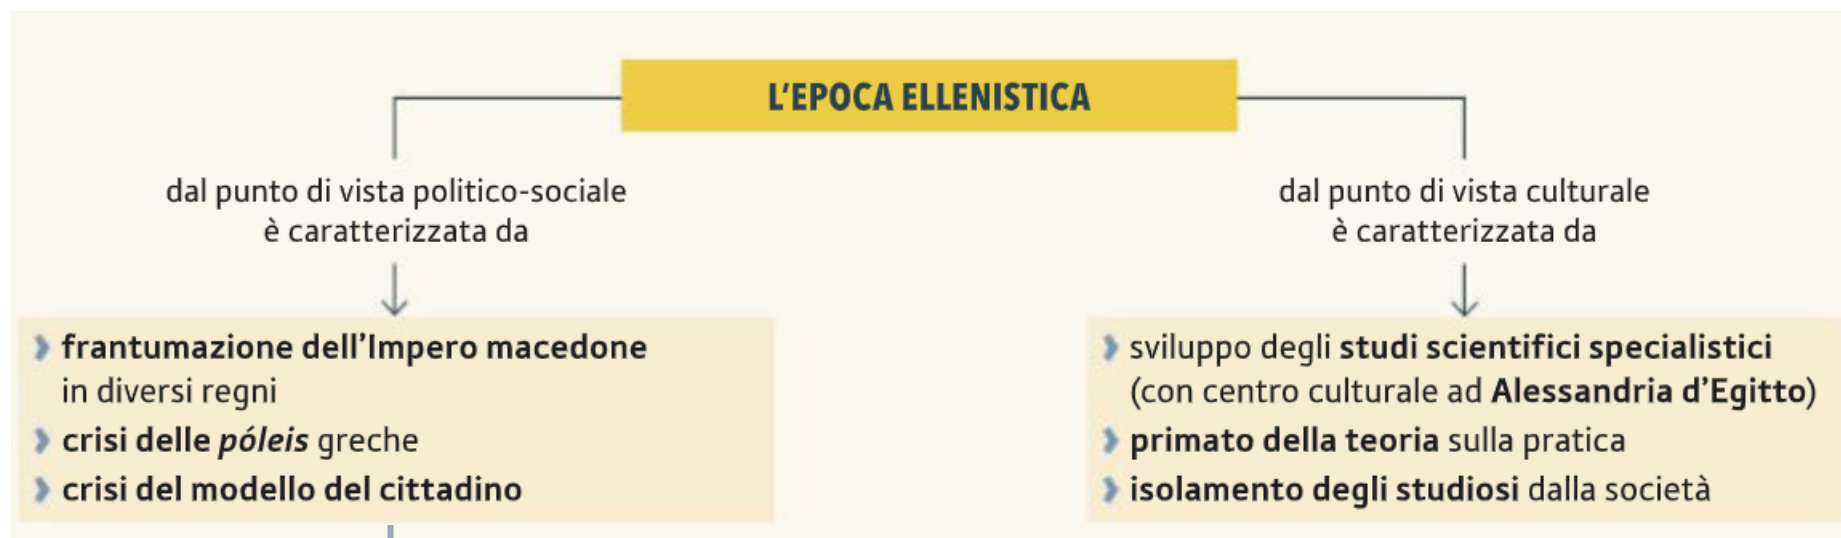 L'EPOCA ELLENISTICA
dal punto di vista politico-sociale
è caratterizzata da
❯ frantumazione dell'Impero macedone
in diversi regni
❯ crisi delle póleis greche
❯ crisi del modello del cittadino
dal punto di vista culturale
è caratterizzata da
❯ sviluppo degli studi scientifici specialistici
(con centro culturale ad Alessandria d'Egitto)
❯ primato della teoria sulla pratica
❯ isolamento degli studiosi dalla società